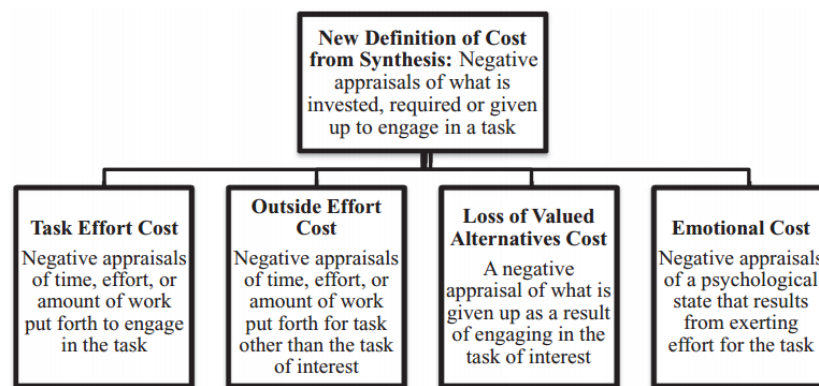 New Definition of Cost
from Synthesis: Negative
appraisals of what is
invested, required or given
up to engage in a task
Task Effort Cost
Negative appraisals
of time, effort, or
amount of work
put forth to engage
in the task
Outside Effort
Cost
Negative appraisals
of time, effort, or
amount of work
put forth for task
other than the task
of interest
Loss of Valued
Alternatives Cost
A negative
appraisal of what is
given up as a result
of engaging in the
task of interest
Emotional Cost
Negative appraisals
of a psychological
state that results
from exerting
effort for the task